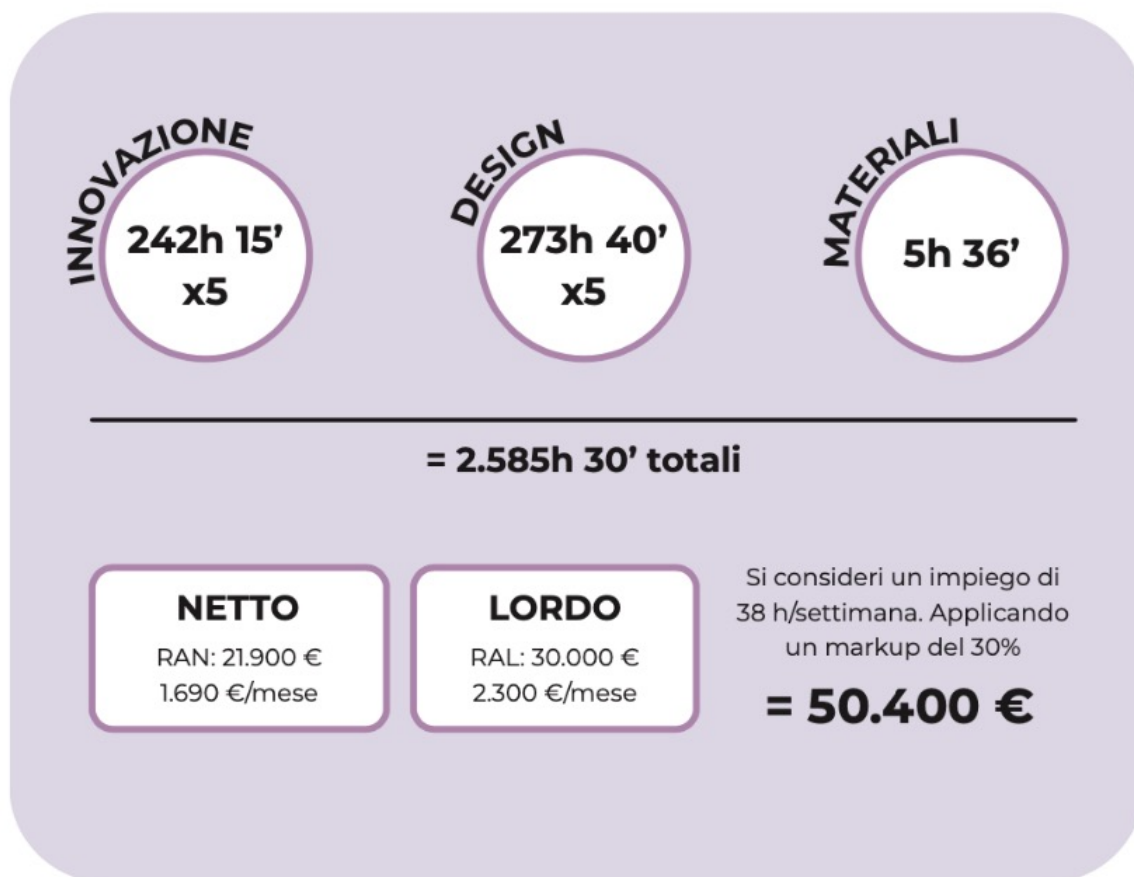 INNOVAZIONE
242h 15’
x5
DESIGN
273h 40’
x5
MATERIALI
5h 36’
= 2.585h 30’ totali
NETTO
RAN: 21.900 €
1.690 €/mese
LORDO
RAL: 30.000 €
2.300 €/mese
Si consideri un impiego di
38 h/settimana. Applicando
un markup del 30%
= 50.400 €